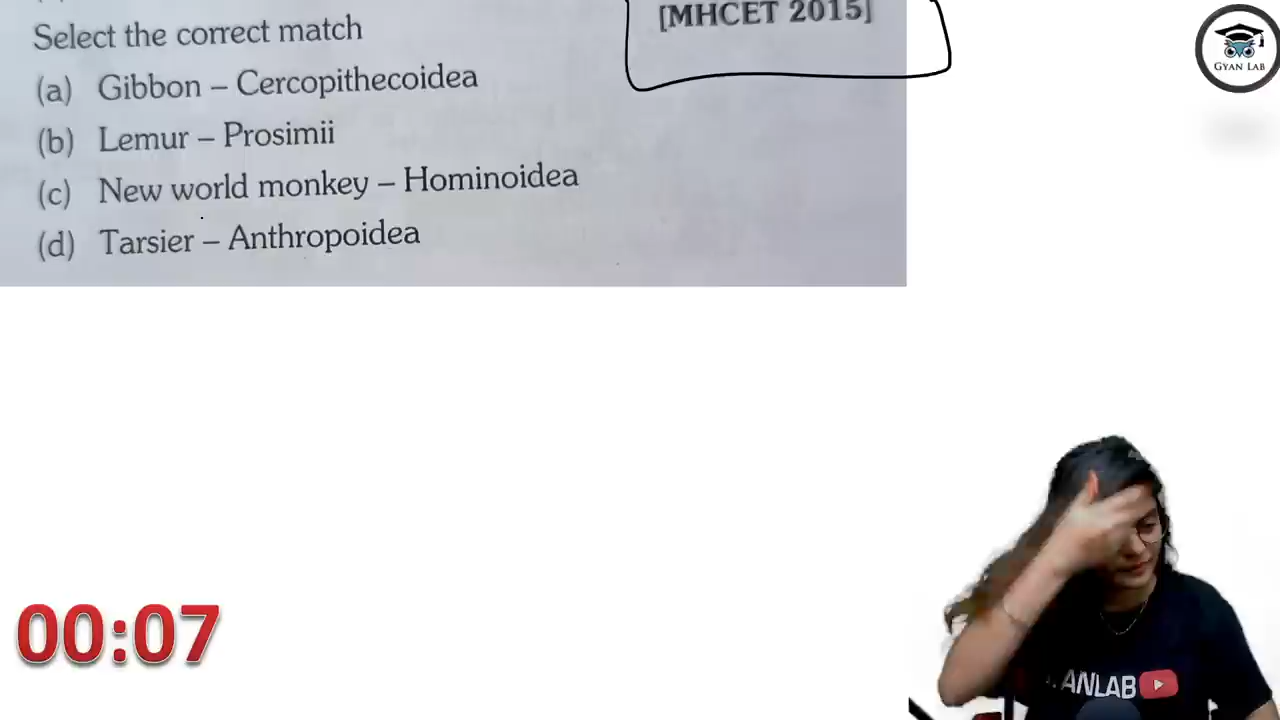 [MHCET 2015]
Select the correct match
(a) Gibbon – Cercopithecoidea
(b) Lemur – Prosimii
(c) New world monkey – Hominoidea
(d) Tarsier – Anthropoidea
GYAN LAB
00:07
ANLAB